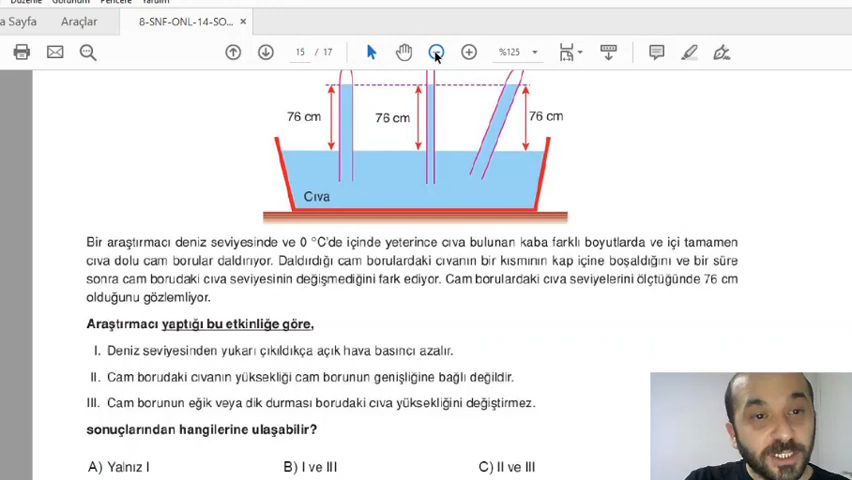 Düzenle Görünüm Pencere Yardım
a Sayfa Araçlar 8-SNF-ONL-14-SO... ×
15 / 17 %125
76 cm 76 cm 76 cm
Cıva
Bir araştırmacı deniz seviyesinde ve 0 °C'de içinde yeterince cıva bulunan kaba farklı boyutlarda ve içi tamamen
cıva dolu cam borular daldırıyor. Daldırdığı cam borulardaki cıvanın bir kısmının kap içine boşaldığını ve bir süre
sonra cam borudaki cıva seviyesinin değişmediğini fark ediyor. Cam borulardaki cıva seviyelerini ölçtüğünde 76 cm
olduğunu gözlemliyor.
Araştırmacı yaptığı bu etkinliğe göre,
I. Deniz seviyesinden yukarı çıkıldıkça açık hava basıncı azalır.
II. Cam borudaki cıvanın yüksekliği cam borunun genişliğine bağlı değildir.
III. Cam borunun eğik veya dik durması borudaki cıva yüksekliğini değiştirmez.
sonuçlarından hangilerine ulaşabilir?
A) Yalnız I B) I ve III C) II ve III